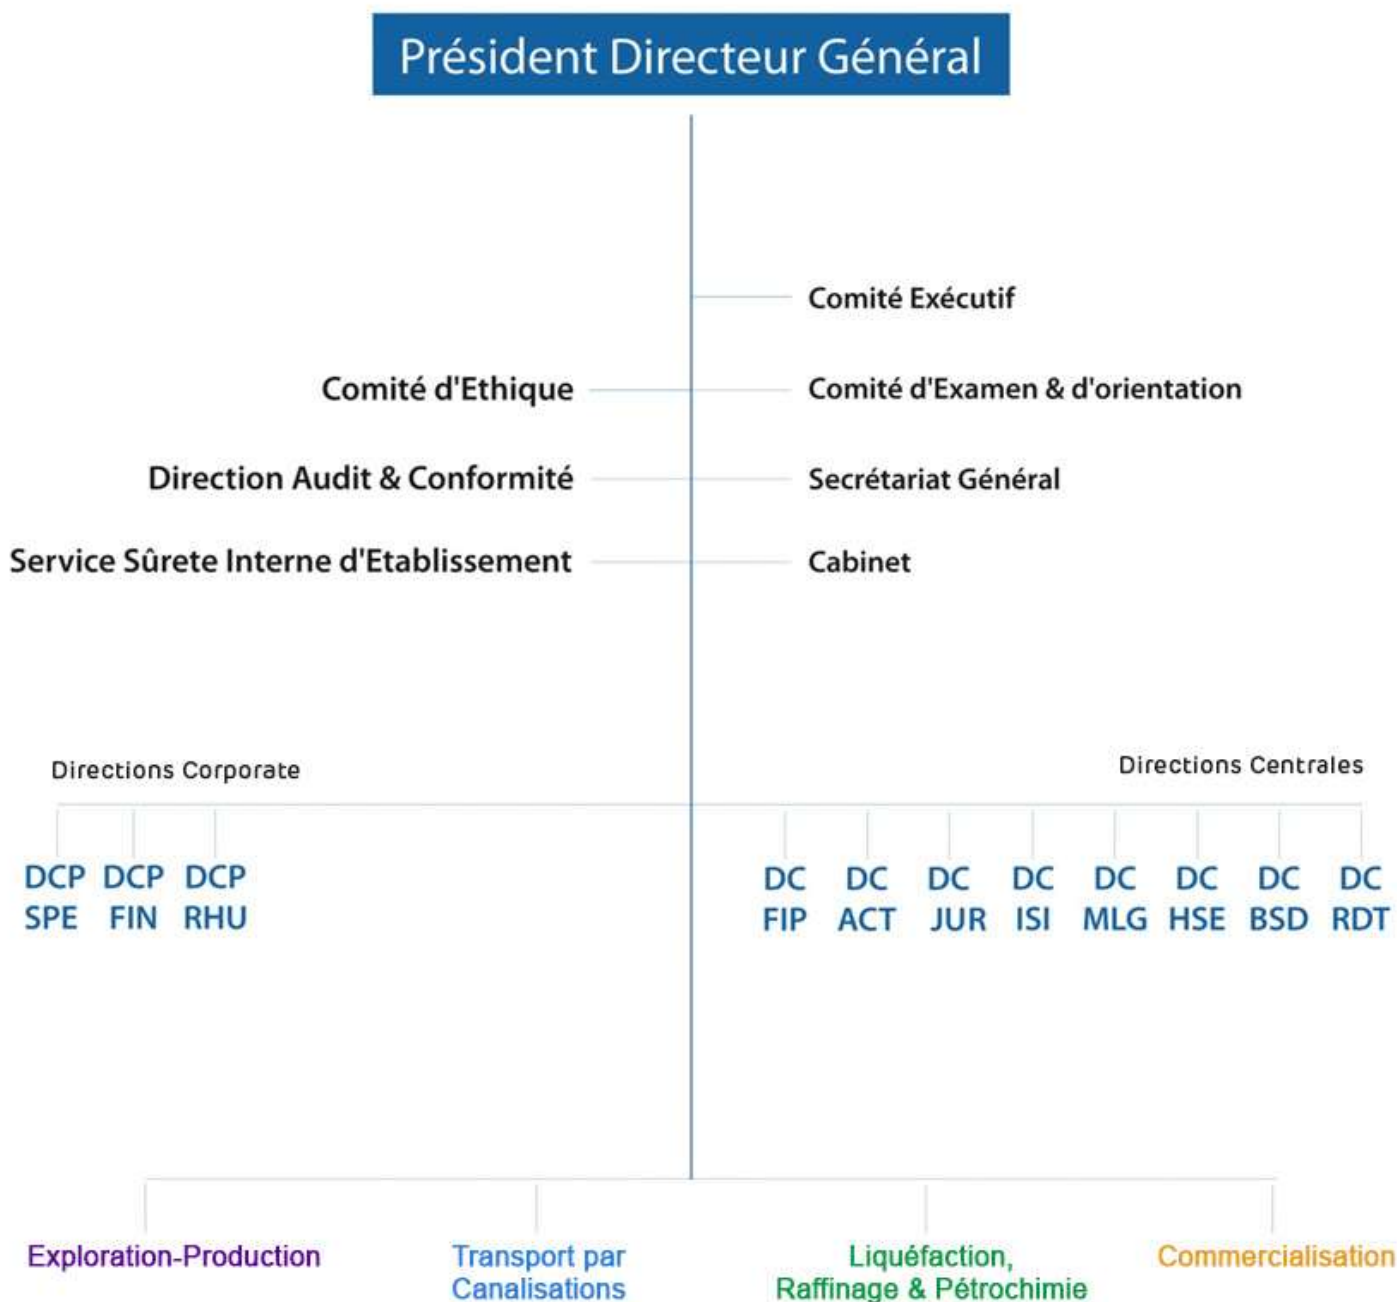 Président Directeur Général
Comité Exécutif
Comité d'Ethique
Comité d'Examen & d'orientation
Direction Audit & Conformité
Secrétariat Général
Service Sûrete Interne d'Etablissement
Cabinet
Directions Corporate
Directions Centrales
DCP DCP DCP DC DC DC DC DC DC DC DC
SPE FIN RHU FIP ACT JUR ISI MLG HSE BSD RDT
Exploration-Production
Transport par
Canalisations
Liquéfaction,
Raffinage & Pétrochimie
Commercialisation